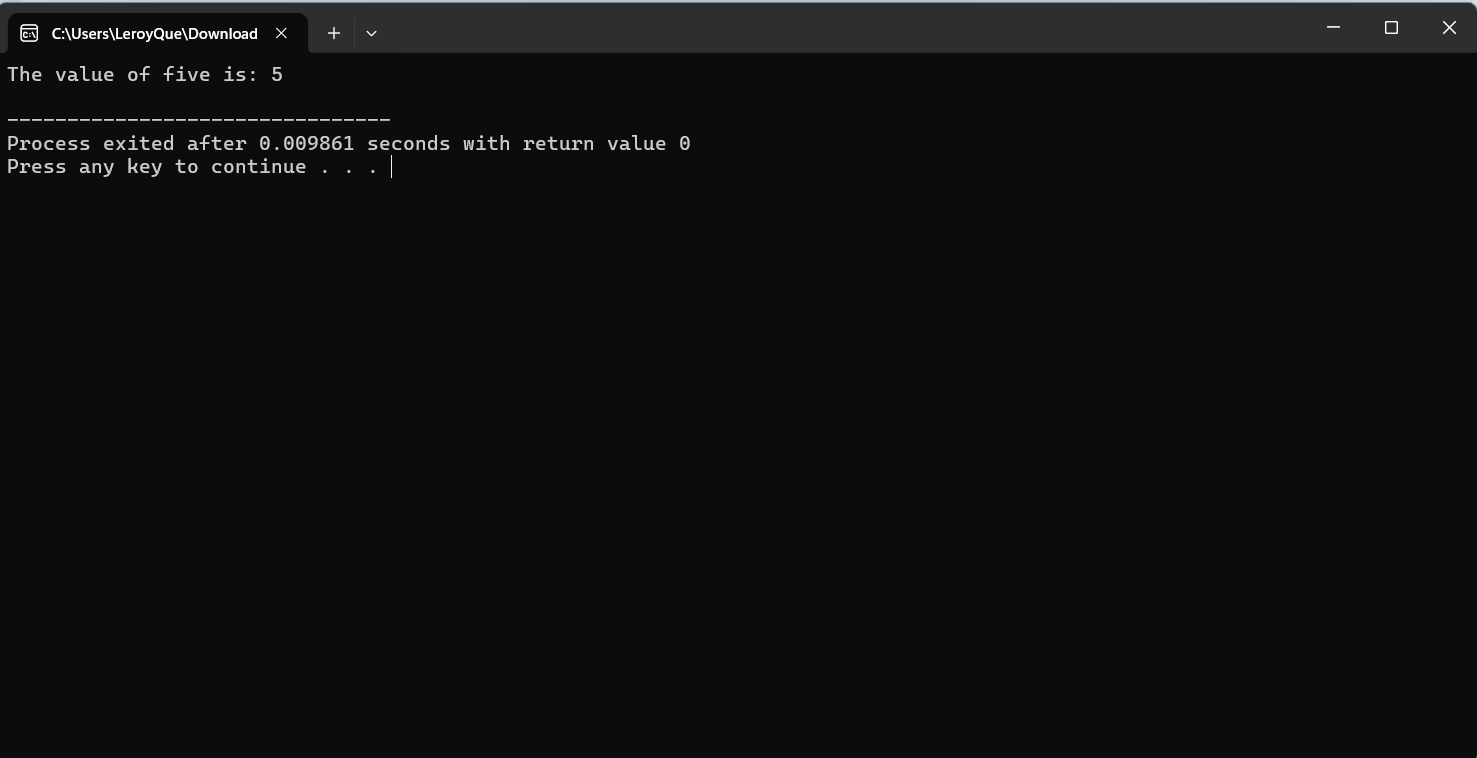 C:\Users\LeroyQue\Download
The value of five is: 5
--------------------------------
Process exited after 0.009861 seconds with return value 0
Press any key to continue . . .